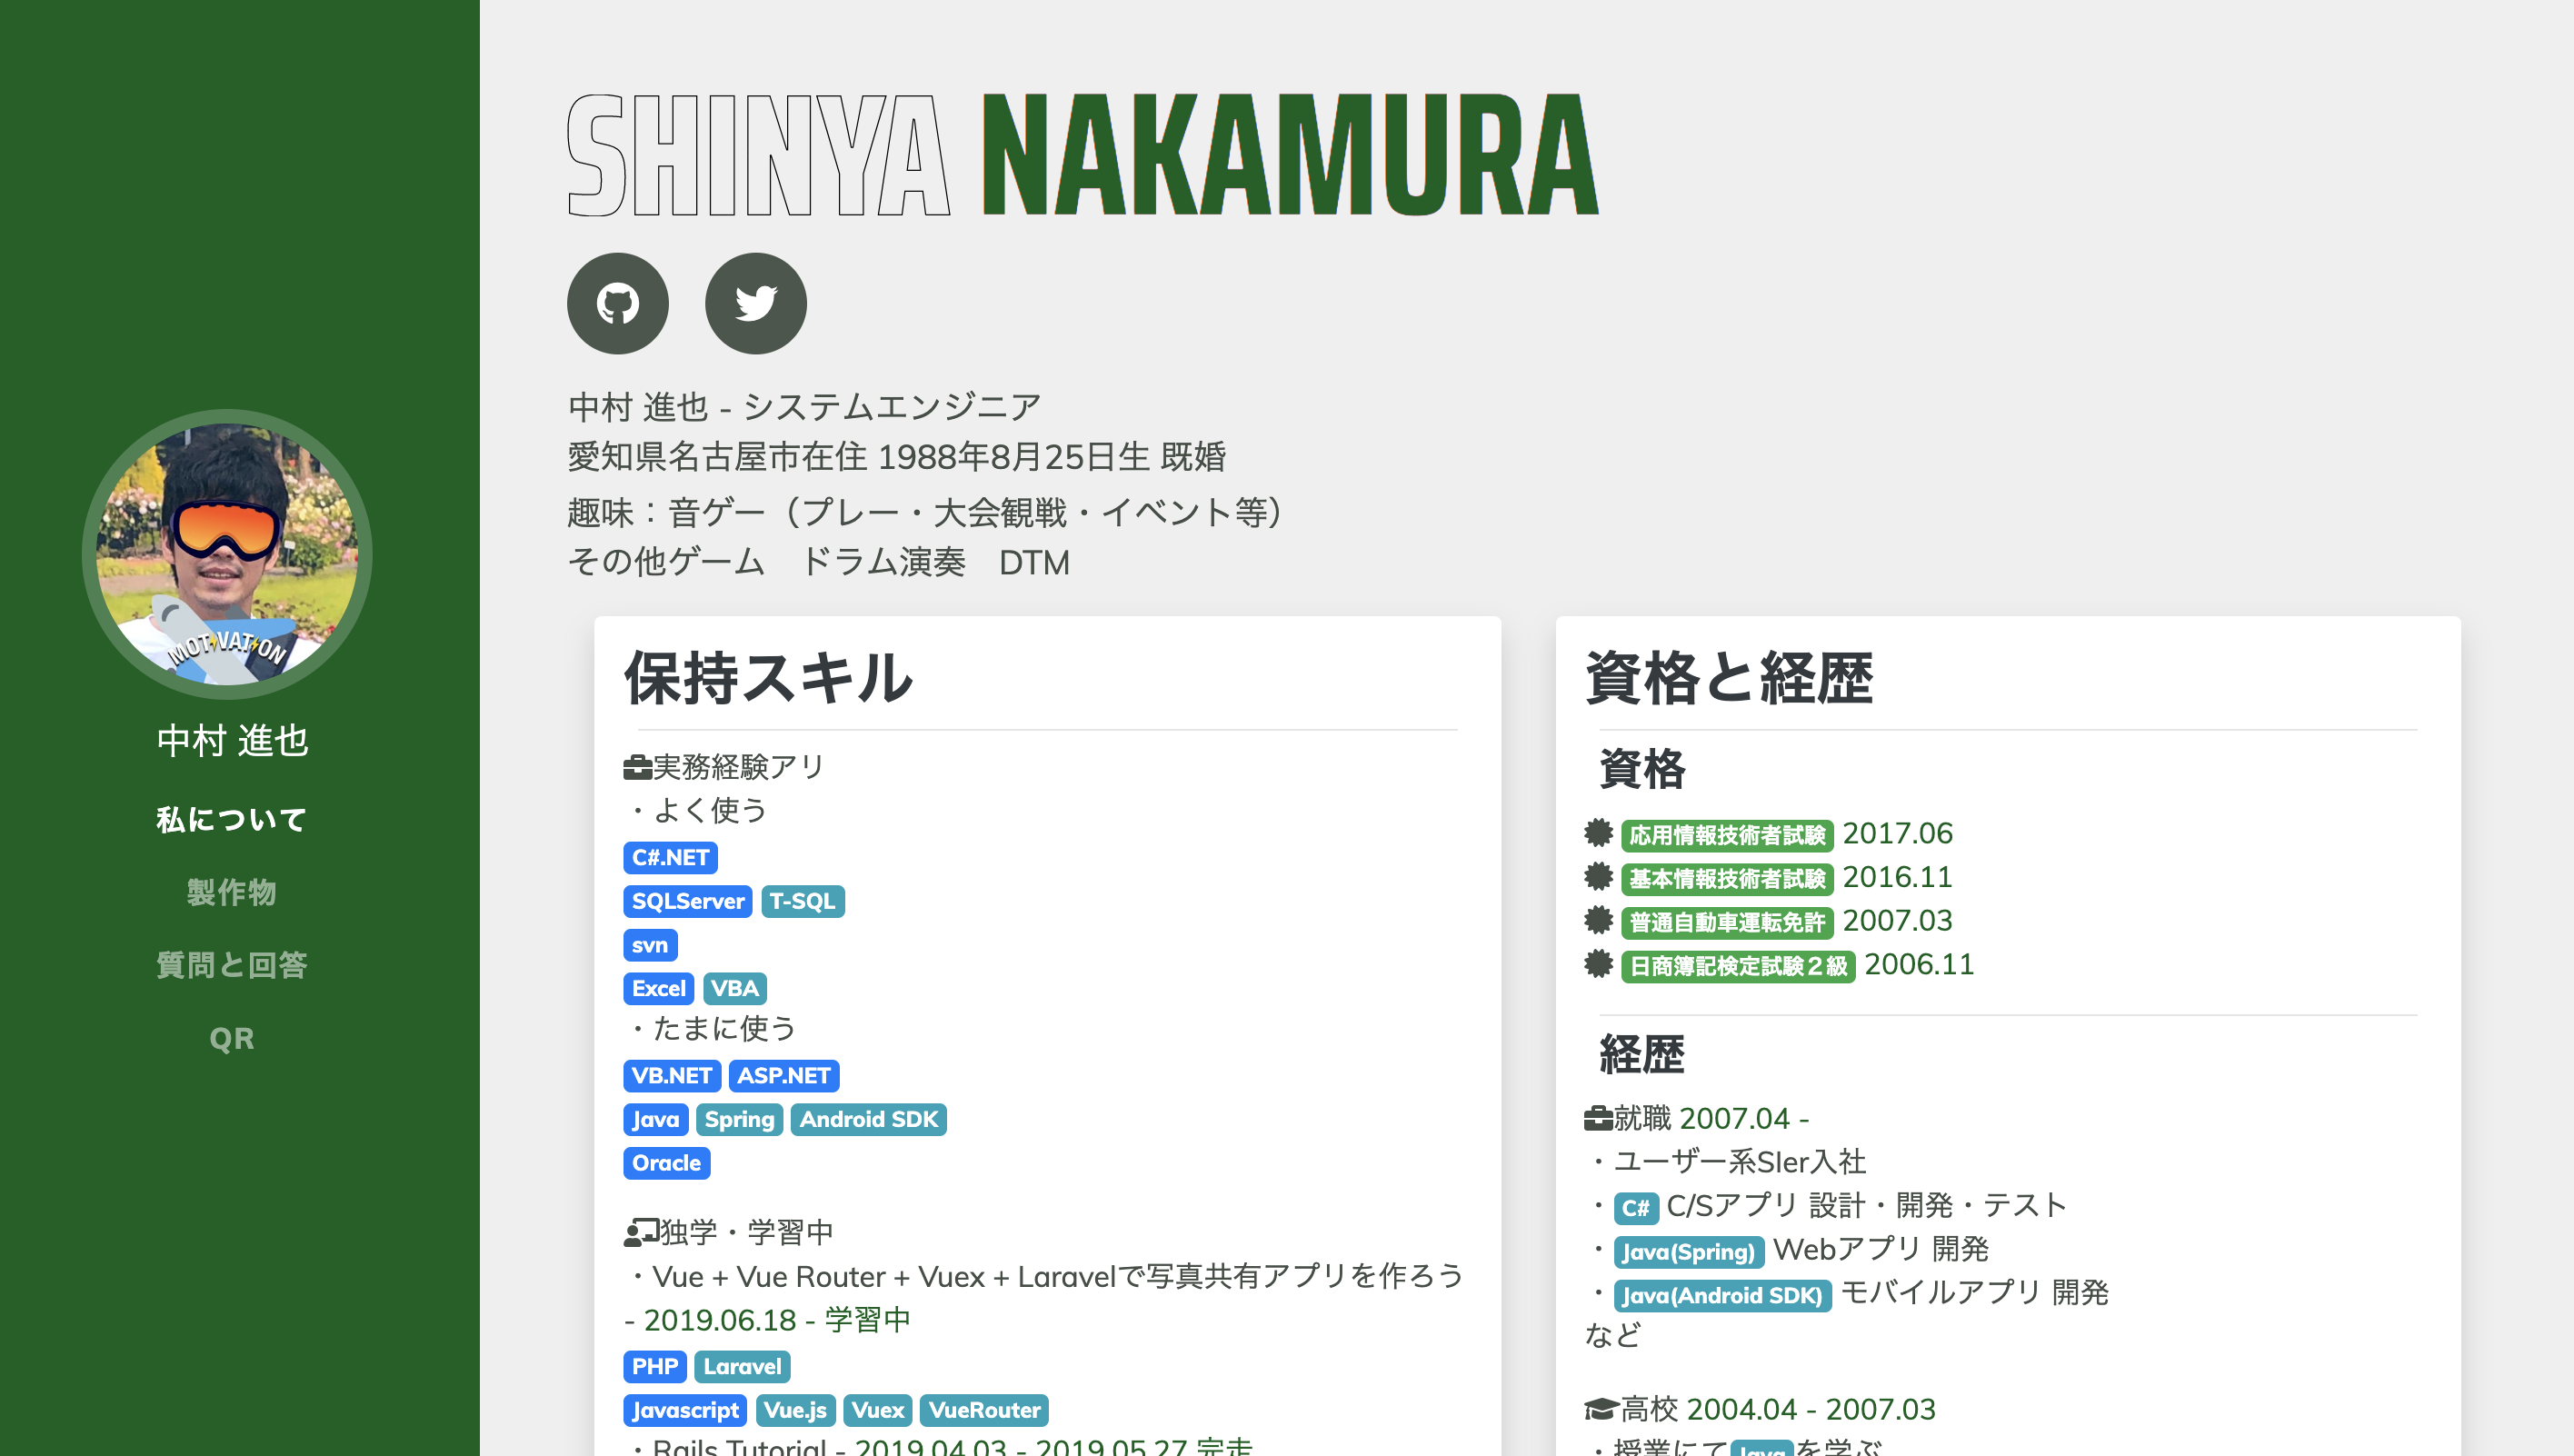 MOTIVATION
中村 進也
私について
製作物
質問と回答
QR
SHINYA NAKAMURA
中村 進也 - システムエンジニア
愛知県名古屋市在住 1988年8月25日生 既婚
趣味：音ゲー（プレー・大会観戦・イベント等）
その他ゲーム　ドラム演奏　DTM
保持スキル
実務経験アリ
・よく使う
C#.NET
SQLServer T-SQL
svn
Excel VBA
・たまに使う
VB.NET ASP.NET
Java Spring Android SDK
Oracle
独学・学習中
・Vue + Vue Router + Vuex + Laravelで写真共有アプリを作ろう
- 2019.06.18 - 学習中
PHP Laravel
Javascript Vue.js Vuex VueRouter
・Rails Tutorial - 2019.04.03 - 2019.05.27 完走
資格と経歴
資格
応用情報技術者試験 2017.06
基本情報技術者試験 2016.11
普通自動車運転免許 2007.03
日商簿記検定試験２級 2006.11
経歴
就職 2007.04 -
・ユーザー系SIer入社
・C# C/Sアプリ 設計・開発・テスト
・Java(Spring) Webアプリ 開発
・Java(Android SDK) モバイルアプリ 開発
など
高校 2004.04 - 2007.03
・授業にてJavaを学ぶ